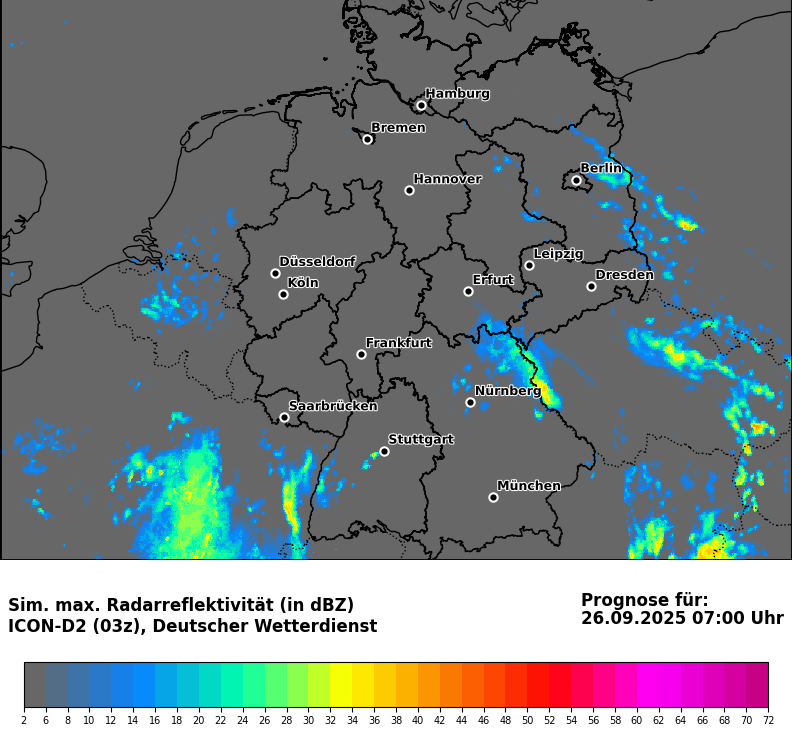 Hamburg
Bremen
Berlin
Hannover
Leipzig
Düsseldorf
Dresden
Erfurt
Köln
Frankfurt
Nürnberg
Saarbrücken
Stuttgart
München
Sim. max. Radarreflektivität (in dBZ)
ICON-D2 (03z), Deutscher Wetterdienst
Prognose für:
26.09.2025 07:00 Uhr
2 6 8 10 12 14 16 18 20 22 24 26 28 30 32 34 36 38 40 42 44 46 48 50 52 54 56 58 60 62 64 66 68 70 72